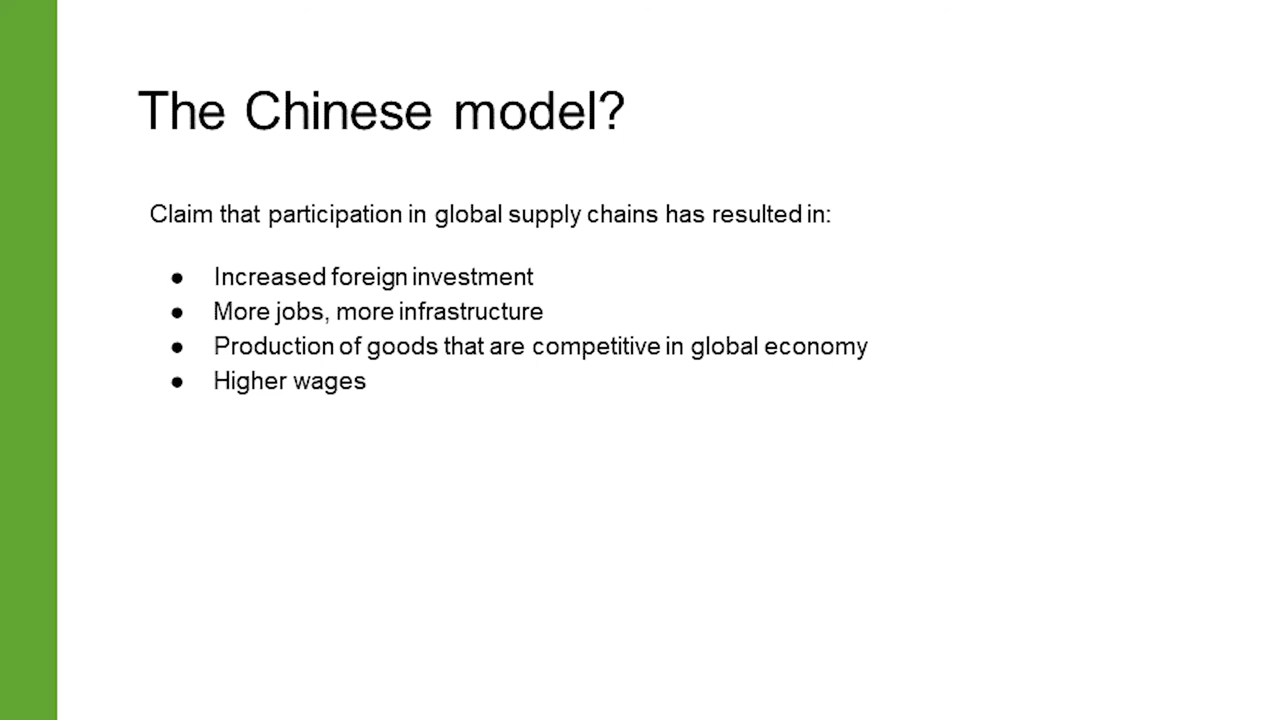 The Chinese model?
Claim that participation in global supply chains has resulted in:
● Increased foreign investment
● More jobs, more infrastructure
● Production of goods that are competitive in global economy
● Higher wages